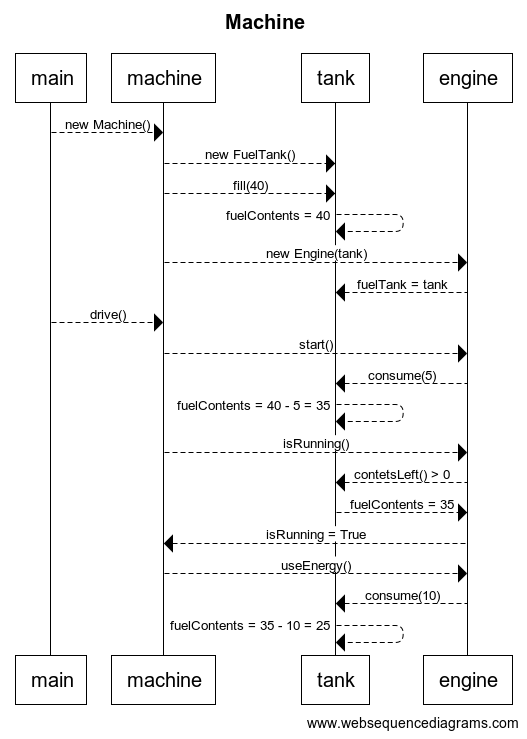 Machine
main machine tank engine
new Machine()
new FuelTank()
fill(40)
fuelContents = 40
new Engine(tank)
fuelTank = tank
drive()
start()
consume(5)
fuelContents = 40 - 5 = 35
isRunning()
contetsLeft() > 0
fuelContents = 35
isRunning = True
useEnergy()
consume(10)
fuelContents = 35 - 10 = 25
main machine tank engine
www.websequencediagrams.com